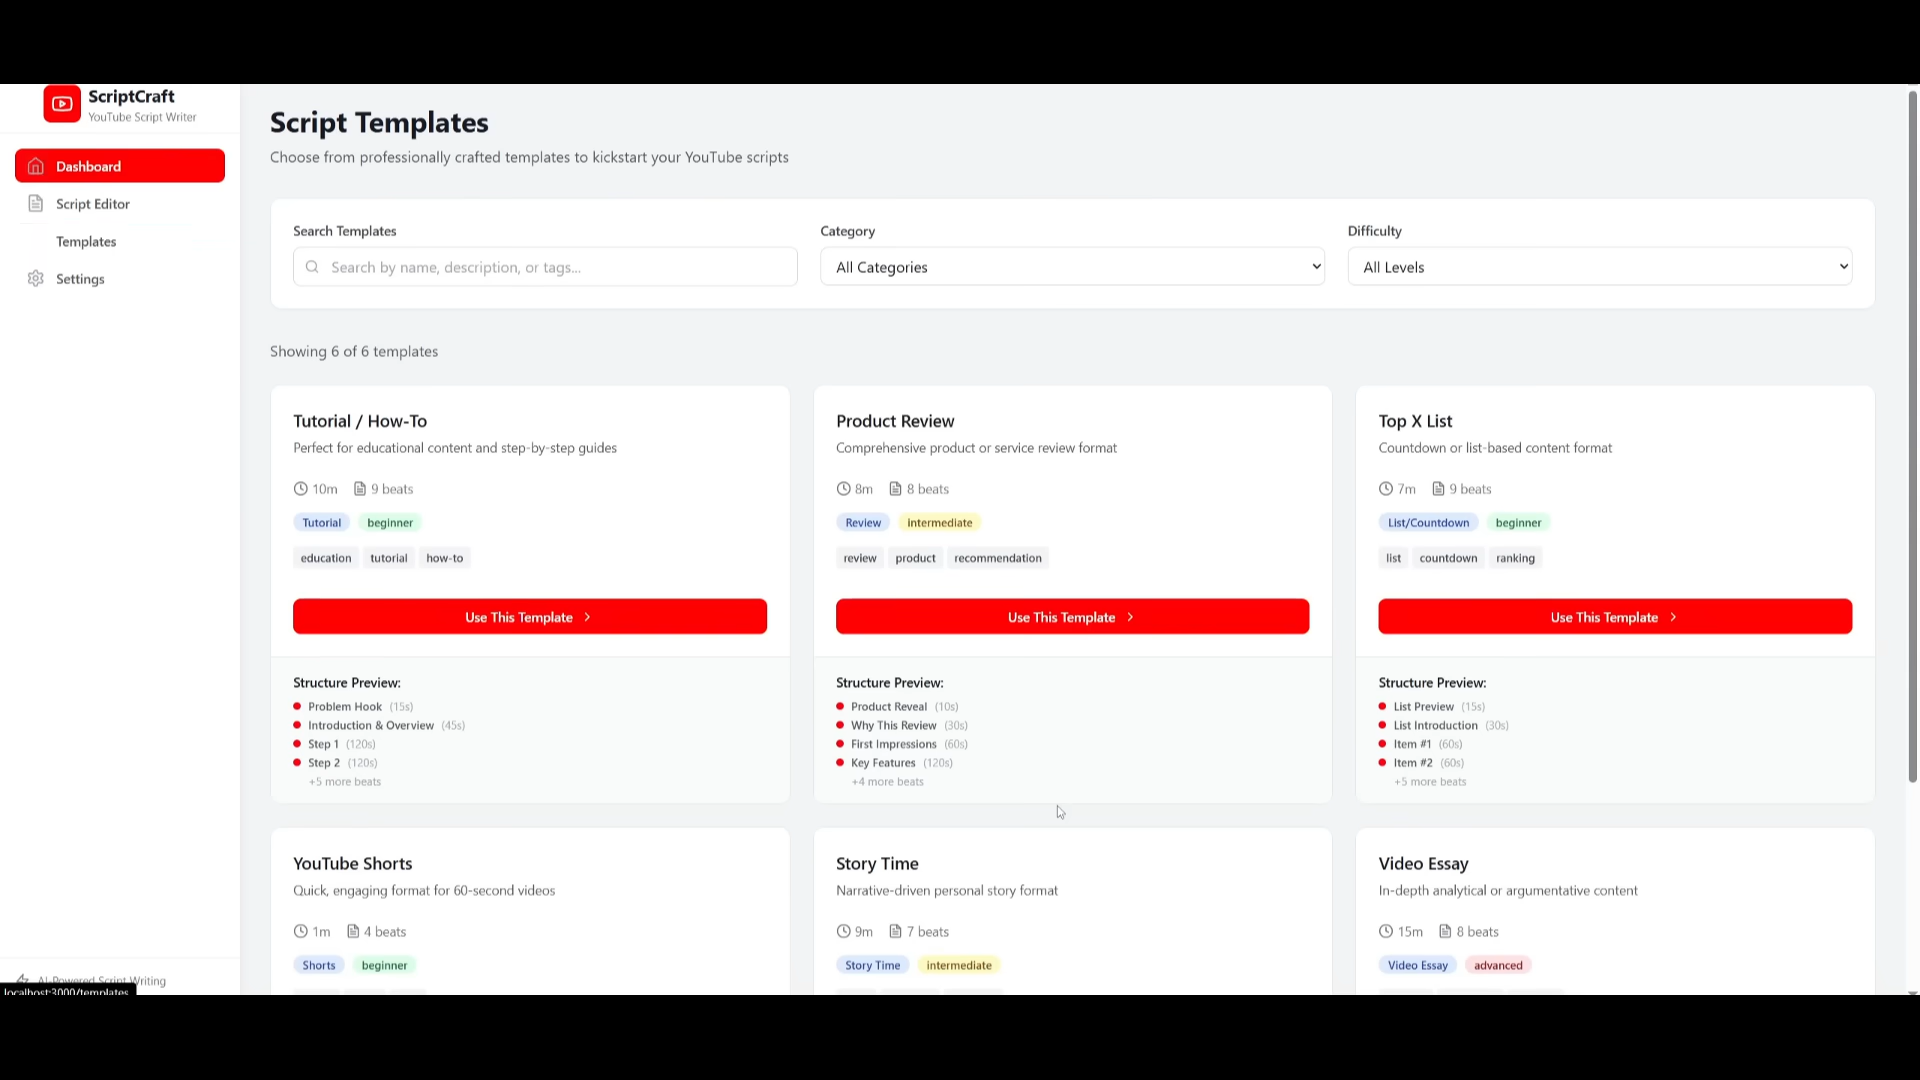 ScriptCraft
YouTube Script Writer
Dashboard
Script Editor
Templates
Settings
AI-Powered Script Writing
localhost:3000/templates
Script Templates
Choose from professionally crafted templates to kickstart your YouTube scripts
Search Templates
Search by name, description, or tags...
Category
All Categories
Difficulty
All Levels
Showing 6 of 6 templates
Tutorial / How-To
Perfect for educational content and step-by-step guides
10m 9 beats
Tutorial beginner
education tutorial how-to
Use This Template
Structure Preview:
Problem Hook (15s)
Introduction & Overview (45s)
Step 1 (120s)
Step 2 (120s)
+5 more beats
Product Review
Comprehensive product or service review format
8m 8 beats
Review intermediate
review product recommendation
Use This Template
Structure Preview:
Product Reveal (10s)
Why This Review (30s)
First Impressions (60s)
Key Features (120s)
+4 more beats
Top X List
Countdown or list-based content format
7m 9 beats
List/Countdown beginner
list countdown ranking
Use This Template
Structure Preview:
List Preview (15s)
List Introduction (30s)
Item #1 (60s)
Item #2 (60s)
+5 more beats
YouTube Shorts
Quick, engaging format for 60-second videos
1m 4 beats
Shorts beginner
Story Time
Narrative-driven personal story format
9m 7 beats
Story Time intermediate
Video Essay
In-depth analytical or argumentative content
15m 8 beats
Video Essay advanced